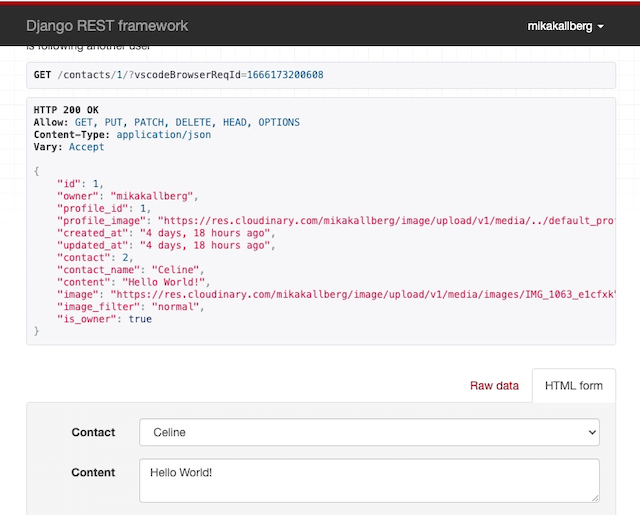 Django REST framework
mikakallberg
is following another user
GET /contacts/1/?vscodeBrowserReqId=1666173200608
HTTP 200 OK
Allow: GET, PUT, PATCH, DELETE, HEAD, OPTIONS
Content-Type: application/json
Vary: Accept
{
    "id": 1,
    "owner": "mikakallberg",
    "profile_id": 1,
    "profile_image": "https://res.cloudinary.com/mikakallberg/image/upload/v1/media/../default_prof
    "created_at": "4 days, 18 hours ago",
    "updated_at": "4 days, 18 hours ago",
    "contact": 2,
    "contact_name": "Celine",
    "content": "Hello World!",
    "image": "https://res.cloudinary.com/mikakallberg/image/upload/v1/media/images/IMG_1063_e1cfxk"
    "image_filter": "normal",
    "is_owner": true
}
Raw data
HTML form
Contact
Celine
Content
Hello World!